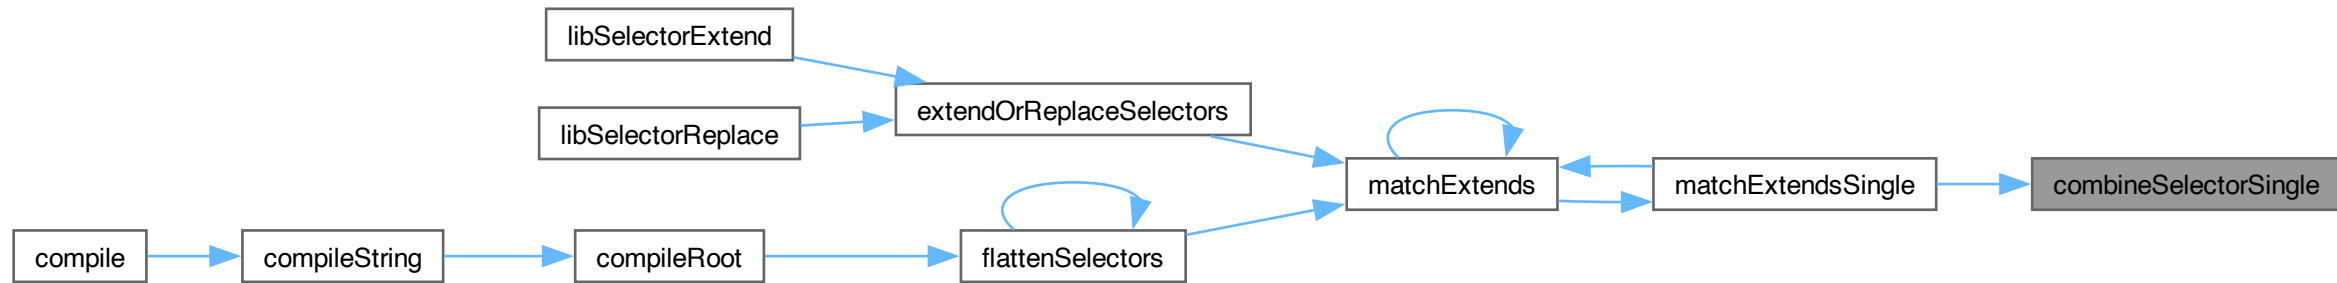 libSelectorExtend
extendOrReplaceSelectors
libSelectorReplace
matchExtends
matchExtendsSingle
combineSelectorSingle
compile
compileString
compileRoot
flattenSelectors